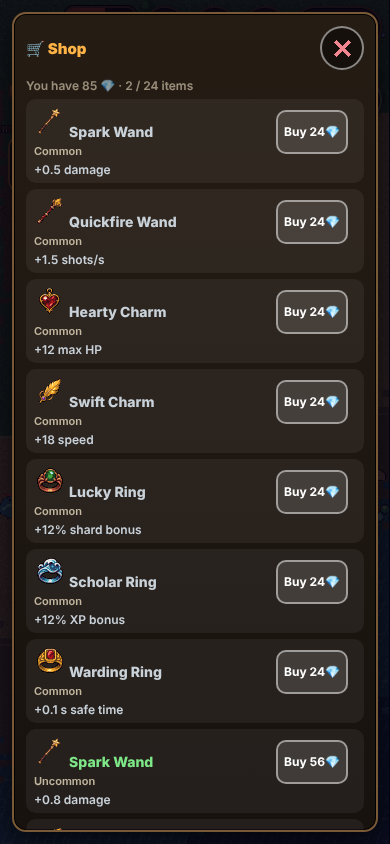 🛒 Shop
You have 85 💎 · 2 / 24 items
Spark Wand
Buy 24💎
Common
+0.5 damage
Quickfire Wand
Buy 24💎
Common
+1.5 shots/s
Hearty Charm
Buy 24💎
Common
+12 max HP
Swift Charm
Buy 24💎
Common
+18 speed
Lucky Ring
Buy 24💎
Common
+12% shard bonus
Scholar Ring
Buy 24💎
Common
+12% XP bonus
Warding Ring
Buy 24💎
Common
+0.1 s safe time
Spark Wand
Buy 56💎
Uncommon
+0.8 damage